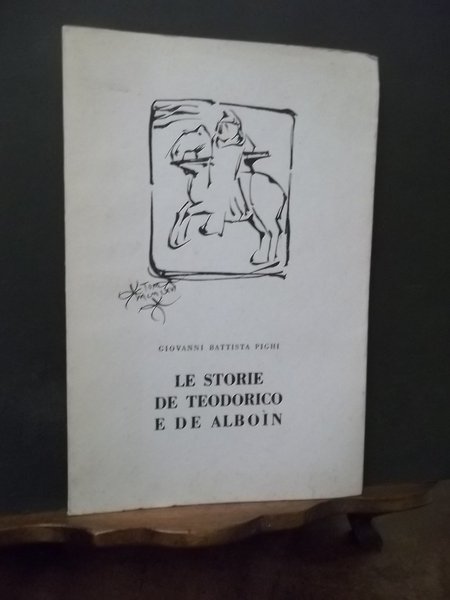 GIOVANNI BATTISTA PIGHI
LE STORIE
DE TEODORICO
E DE ALBOÌN